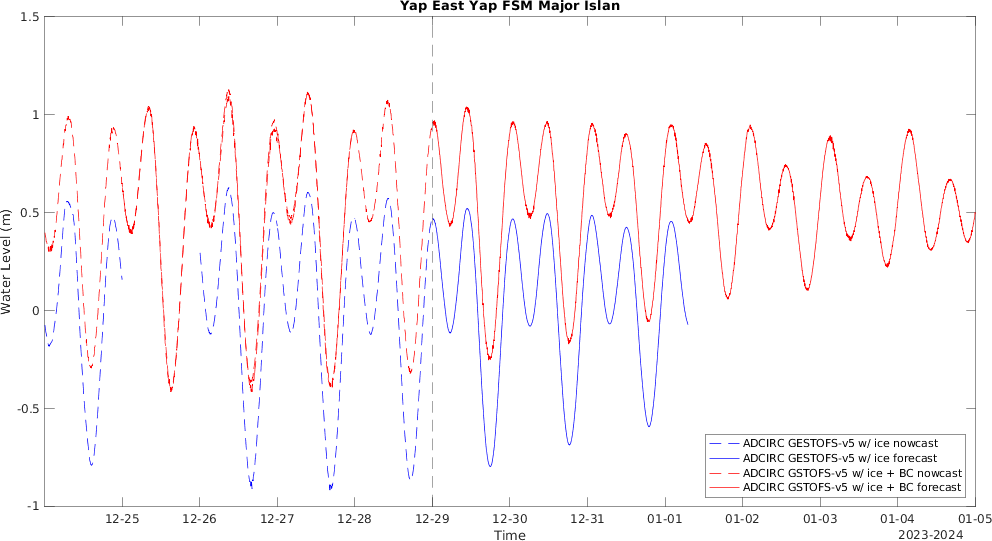 Yap East Yap FSM Major Islan
1.5
1
0.5
0
-0.5
-1
Water Level (m)
12-25
12-26
12-27
12-28
12-29
12-30
12-31
01-01
01-02
01-03
01-04
01-05
Time
2023-2024
ADCIRC GESTOFS-v5 w/ ice nowcast
ADCIRC GESTOFS-v5 w/ ice forecast
ADCIRC GSTOFS-v5 w/ ice + BC nowcast
ADCIRC GSTOFS-v5 w/ ice + BC forecast